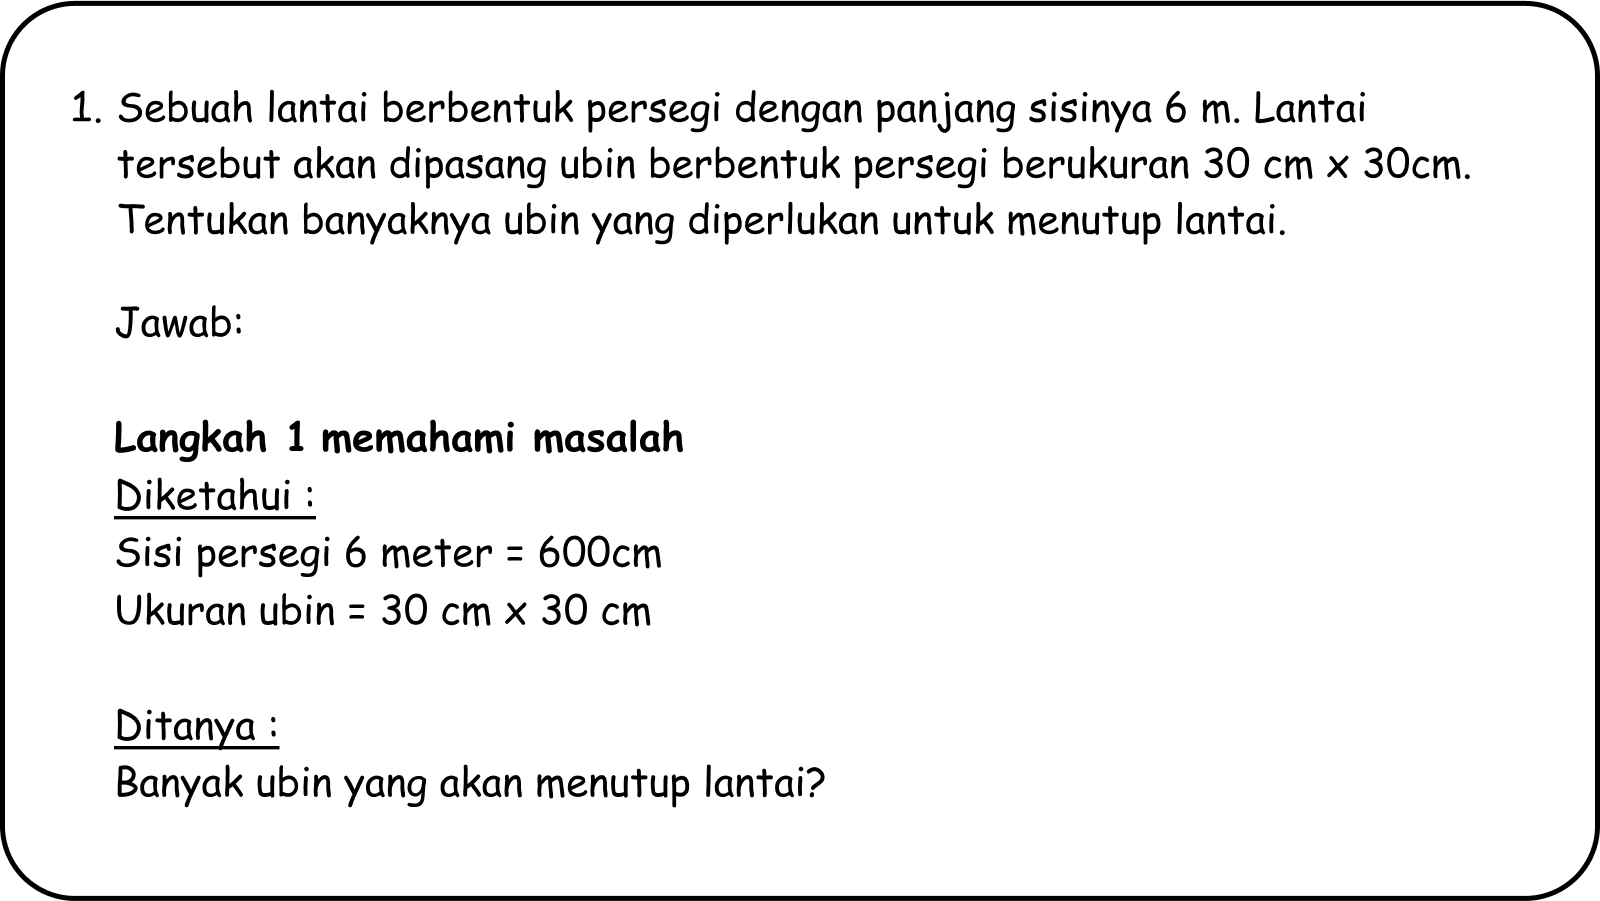 1. Sebuah lantai berbentuk persegi dengan panjang sisinya 6 m. Lantai
tersebut akan dipasang ubin berbentuk persegi berukuran 30 cm x 30cm.
Tentukan banyaknya ubin yang diperlukan untuk menutup lantai.
Jawab:
Langkah 1 memahami masalah
Diketahui :
Sisi persegi 6 meter = 600cm
Ukuran ubin = 30 cm x 30 cm
Ditanya :
Banyak ubin yang akan menutup lantai?